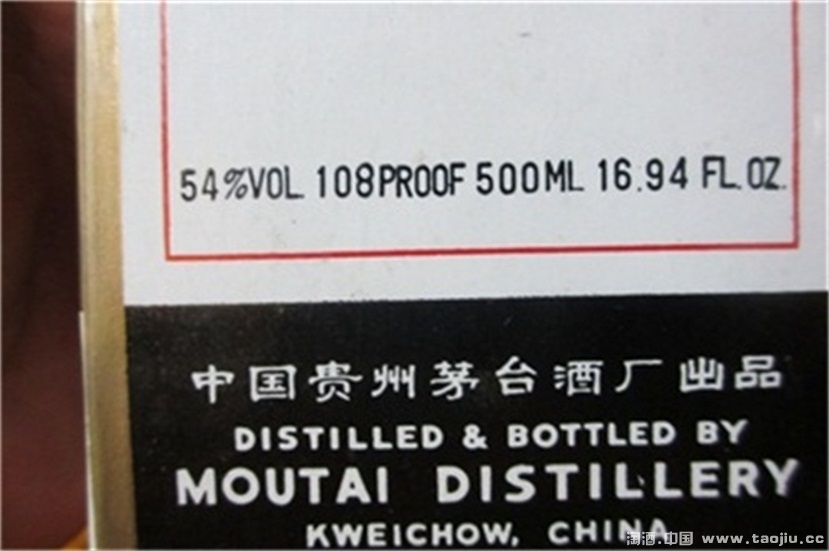 54%VOL 108PROOF 500ML 16.94 FL.OZ.
中国贵州茅台酒厂出品
DISTILLED & BOTTLED BY
MOUTAI DISTILLERY
KWEICHOW, CHINA
淘酒.中国 www.taojiu.cc